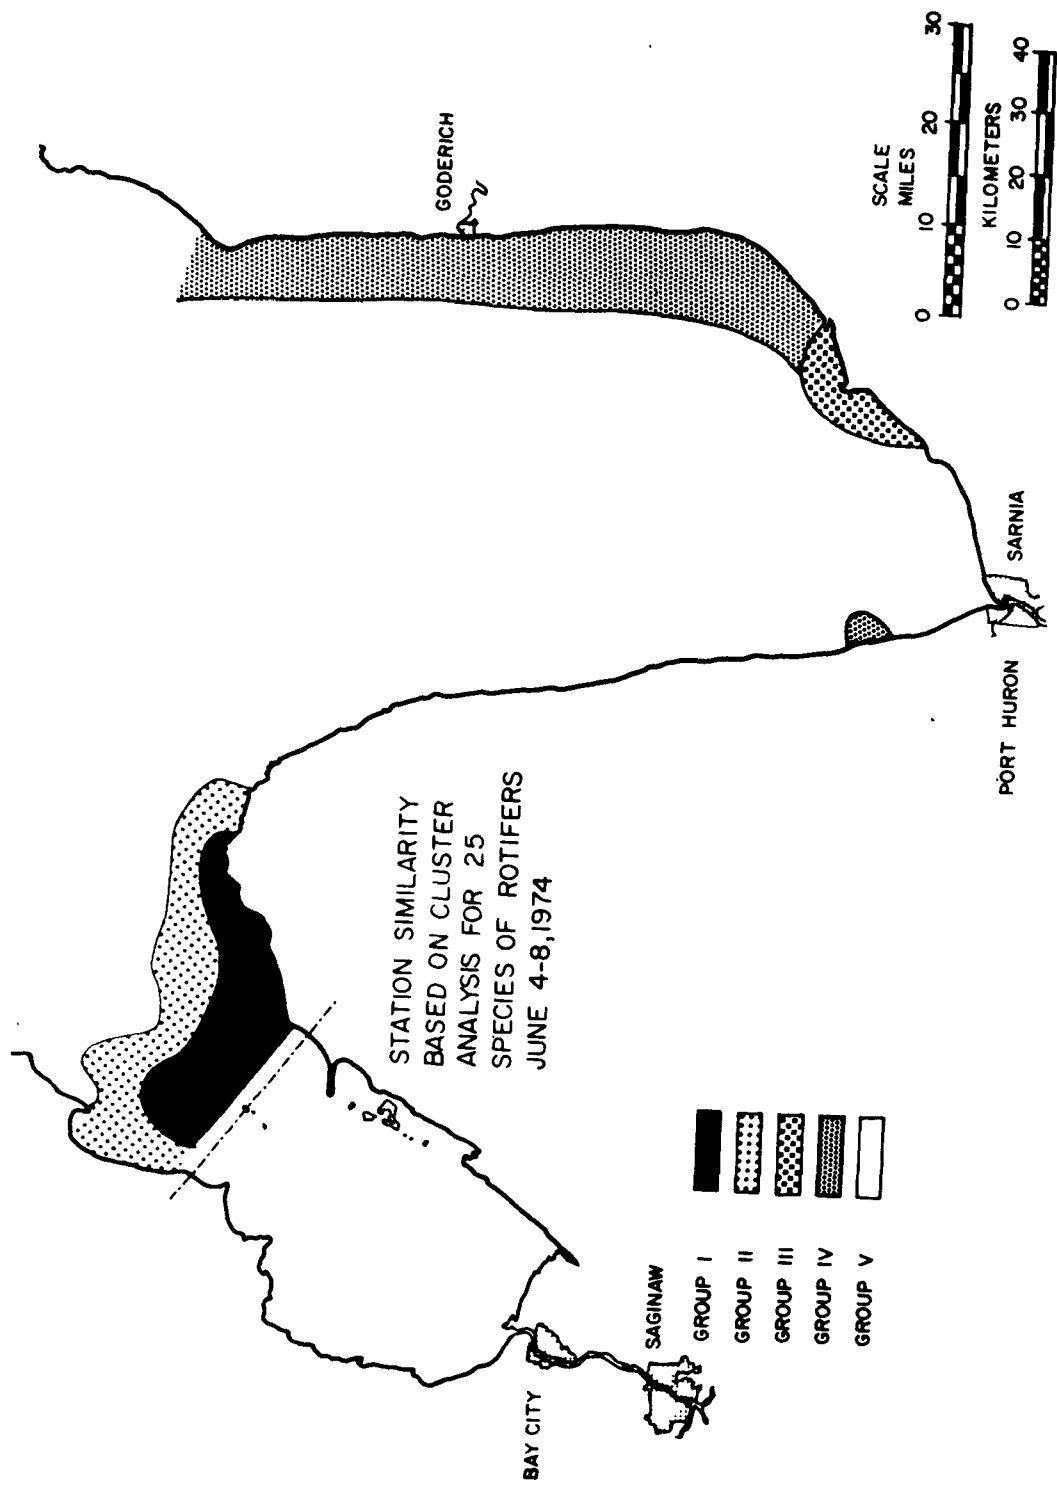 STATION SIMILARITY
BASED ON CLUSTER
ANALYSIS FOR 25
SPECIES OF ROTIFERS
JUNE 4-8, 1974
GODERICH
SARNIA
PORT HURON
BAY CITY
SAGINAW
GROUP I
GROUP II
GROUP III
GROUP IV
GROUP V
SCALE
MILES
0 10 20 30
KILOMETERS
0 10 20 30 40